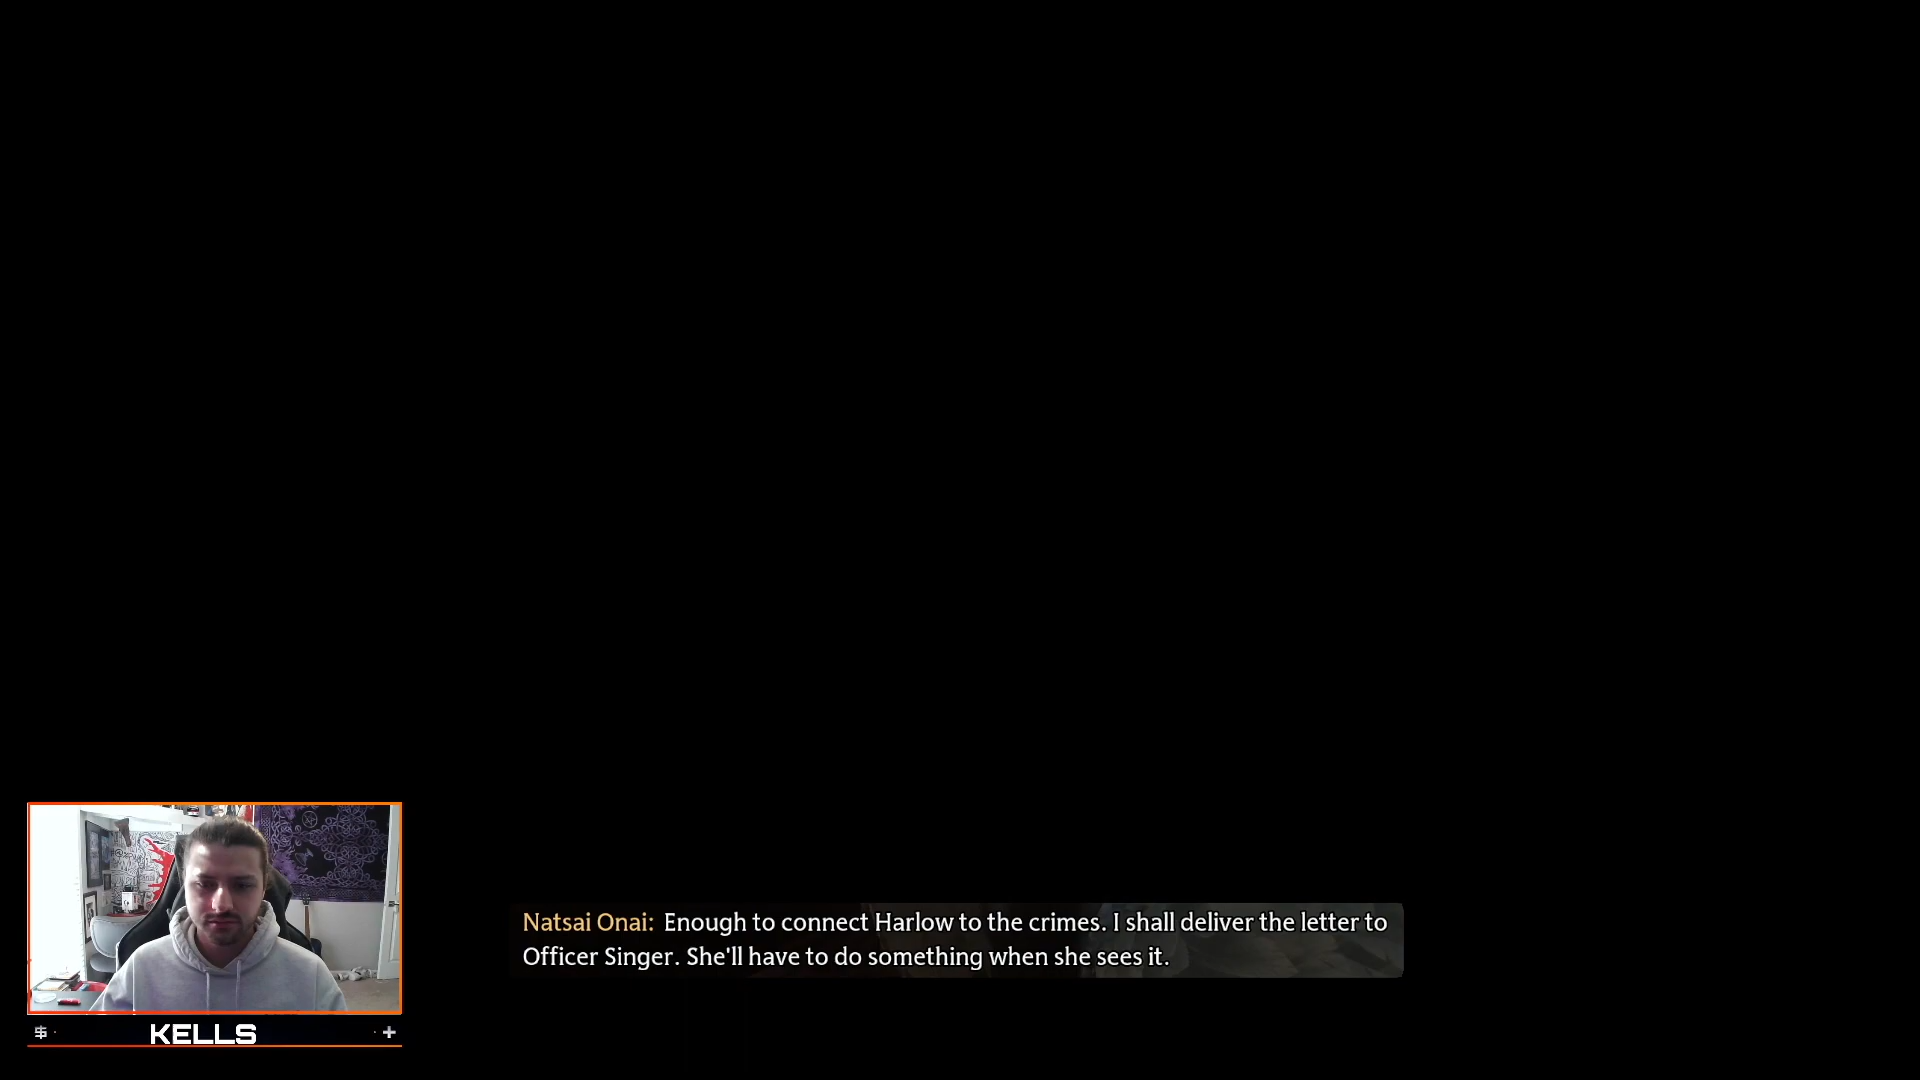 Natsai Onai: Enough to connect Harlow to the crimes. I shall deliver the letter to
Officer Singer. She'll have to do something when she sees it.
KELLS